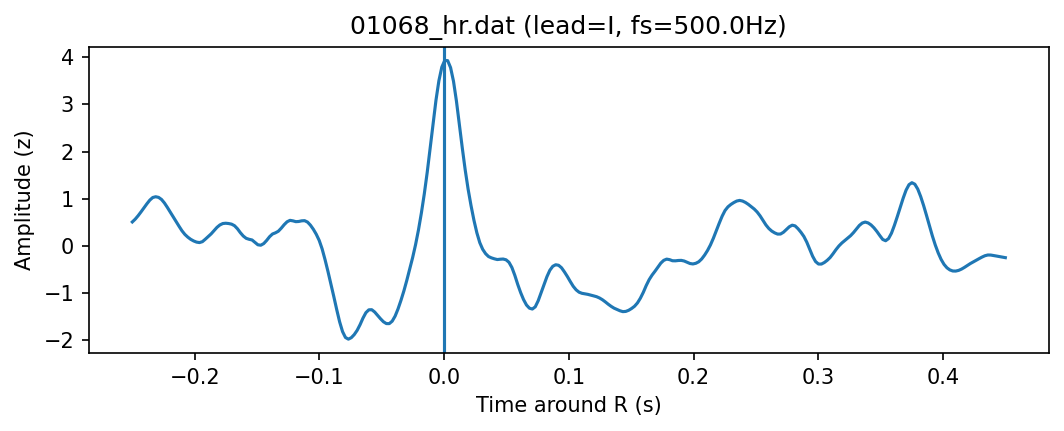 01068_hr.dat (lead=I, fs=500.0Hz)
Amplitude (z)
4
3
2
1
0
−1
−2
−0.2 −0.1 0.0 0.1 0.2 0.3 0.4
Time around R (s)